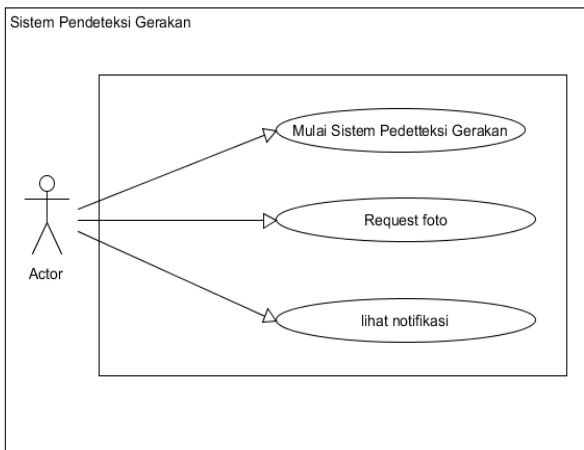 Sistem Pendeteksi Gerakan
Mulai Sistem Pedetteksi Gerakan
Request foto
Actor
lihat notifikasi